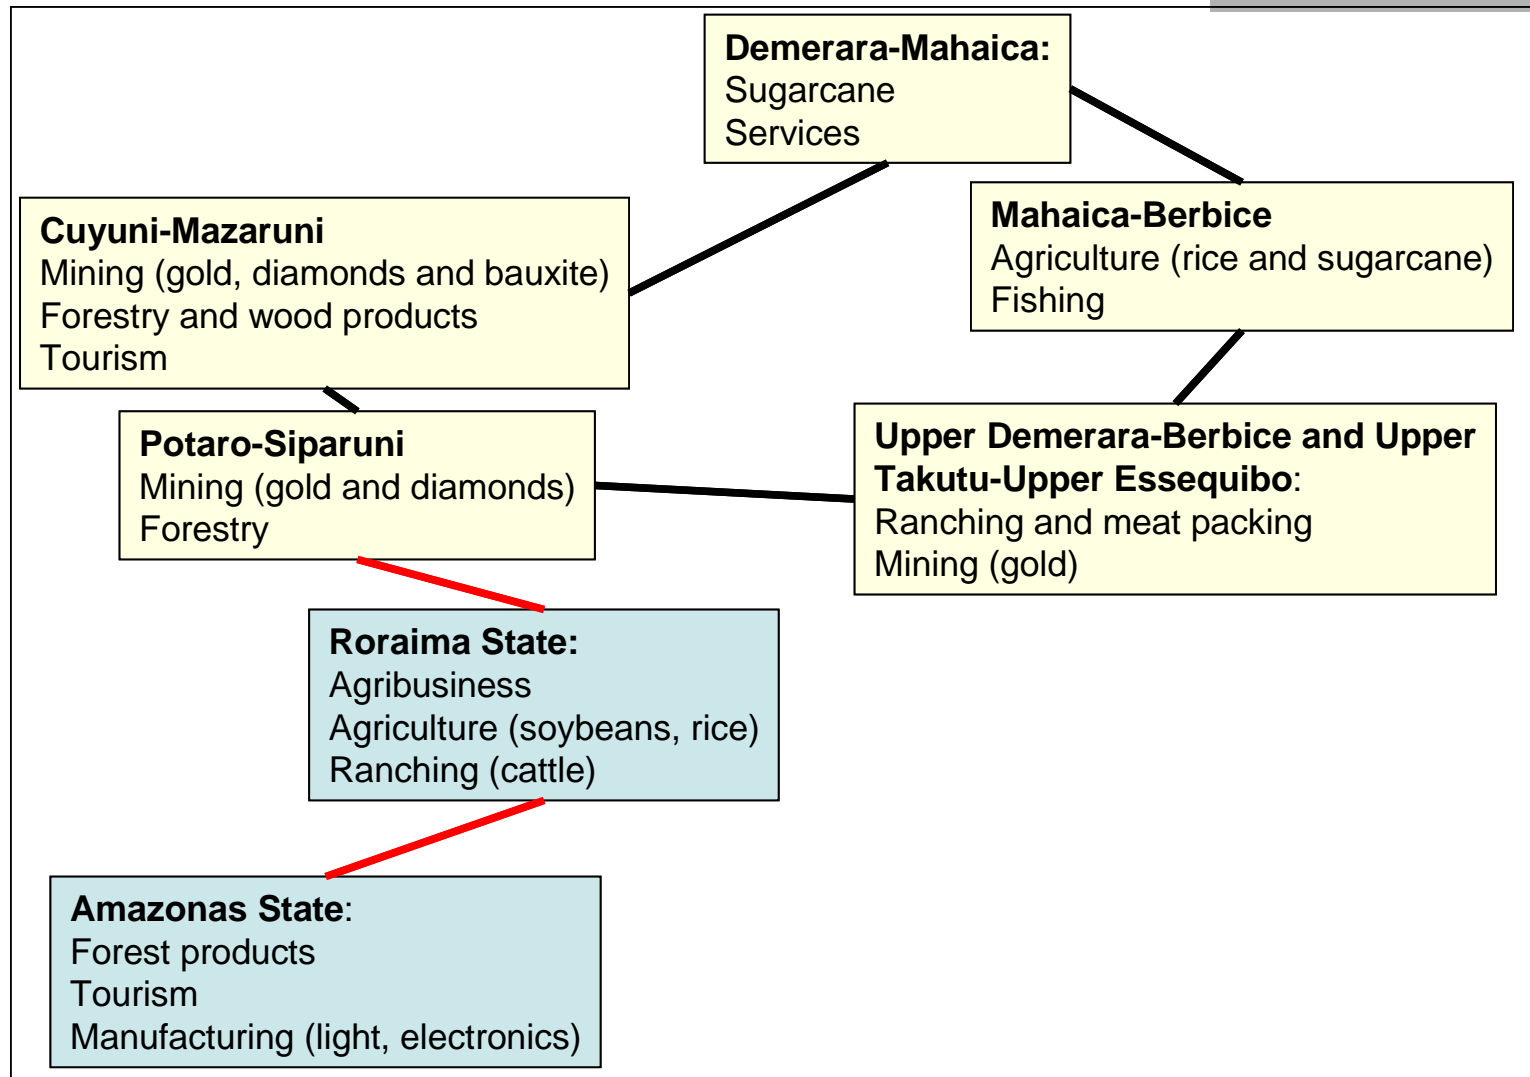 Demerara-Mahaica:
Sugarcane
Services
Cuyuni-Mazaruni
Mining (gold, diamonds and bauxite)
Forestry and wood products
Tourism
Mahaica-Berbice
Agriculture (rice and sugarcane)
Fishing
Potaro-Siparuni
Mining (gold and diamonds)
Forestry
Upper Demerara-Berbice and Upper
Takutu-Upper Essequibo:
Ranching and meat packing
Mining (gold)
Roraima State:
Agribusiness
Agriculture (soybeans, rice)
Ranching (cattle)
Amazonas State:
Forest products
Tourism
Manufacturing (light, electronics)